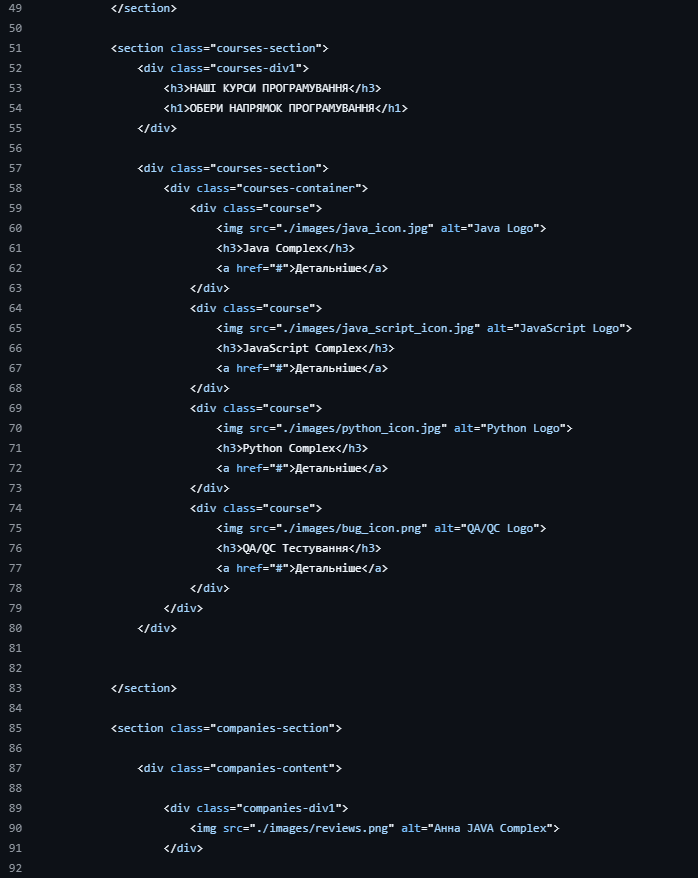 49 </section>
50
51 <section class="courses-section">
52 <div class="courses-div1">
53 <h3>НАШІ КУРСИ ПРОГРАМУВАННЯ</h3>
54 <h1>ОБЕРИ НАПРЯМОК ПРОГРАМУВАННЯ</h1>
55 </div>
56
57 <div class="courses-section">
58 <div class="courses-container">
59 <div class="course">
60 <img src="./images/java_icon.jpg" alt="Java Logo">
61 <h3>Java Complex</h3>
62 <a href="#">Детальніше</a>
63 </div>
64 <div class="course">
65 <img src="./images/java_script_icon.jpg" alt="JavaScript Logo">
66 <h3>JavaScript Complex</h3>
67 <a href="#">Детальніше</a>
68 </div>
69 <div class="course">
70 <img src="./images/python_icon.jpg" alt="Python Logo">
71 <h3>Python Complex</h3>
72 <a href="#">Детальніше</a>
73 </div>
74 <div class="course">
75 <img src="./images/bug_icon.png" alt="QA/QC Logo">
76 <h3>QA/QC Тестування</h3>
77 <a href="#">Детальніше</a>
78 </div>
79 </div>
80 </div>
81
82
83 </section>
84
85 <section class="companies-section">
86
87 <div class="companies-content">
88
89 <div class="companies-div1">
90 <img src="./images/reviews.png" alt="Анна JAVA Complex">
91 </div>
92